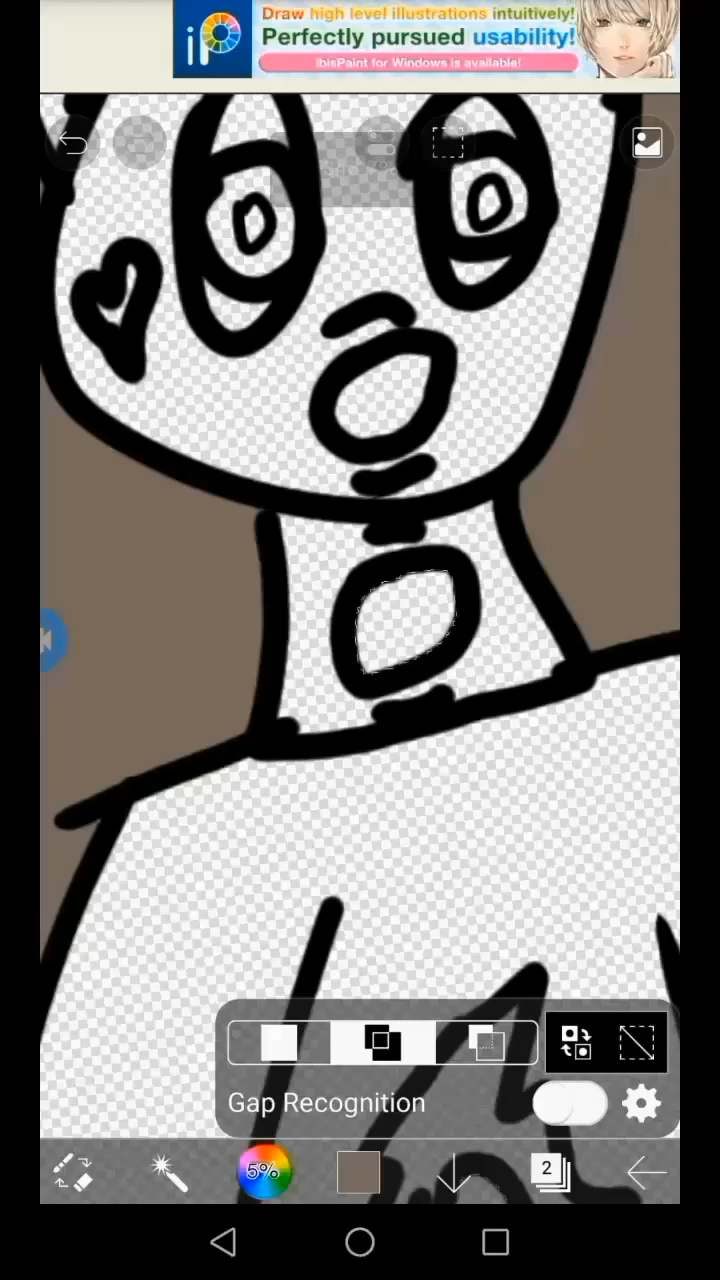 iP
Draw high level illustrations intuitively!
Perfectly pursued usability!
ibisPaint for Windows is available!
Gap Recognition
5%
2